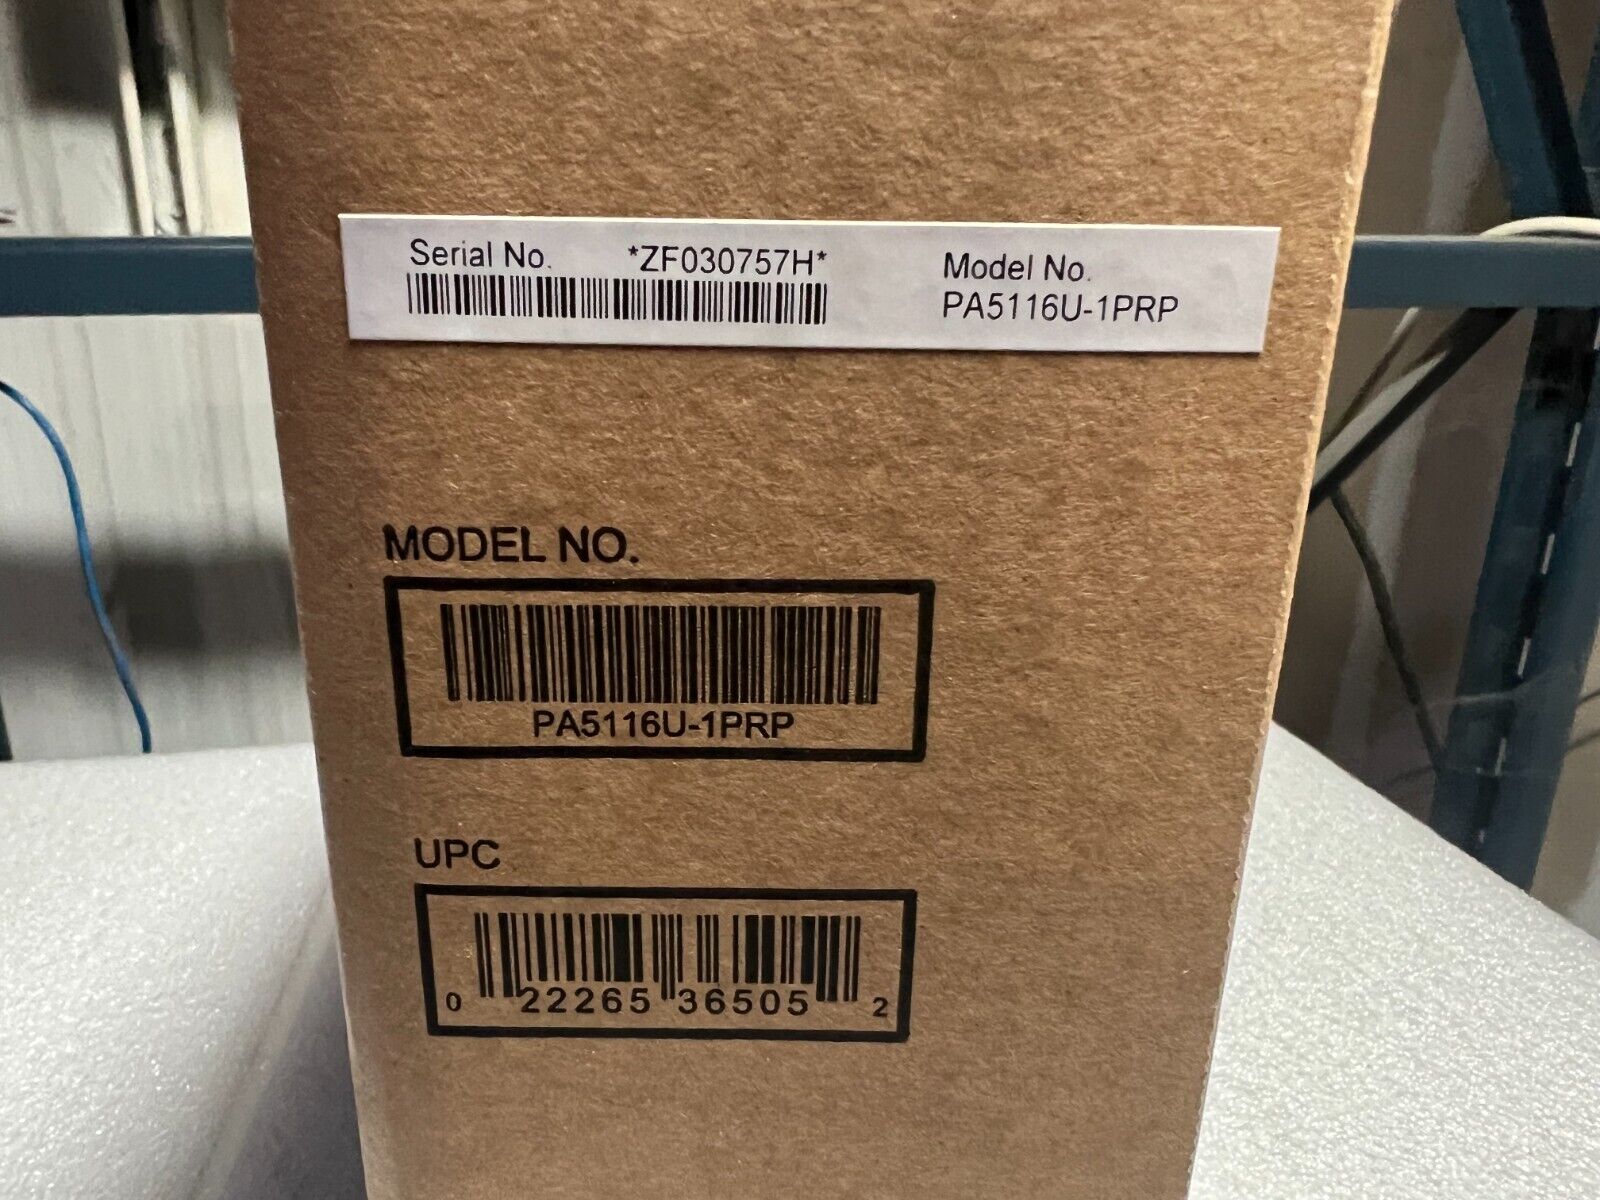 Serial No. *ZF030757H*
Model No.
PA5116U-1PRP
MODEL NO.
PA5116U-1PRP
UPC
0 22265 36505 2